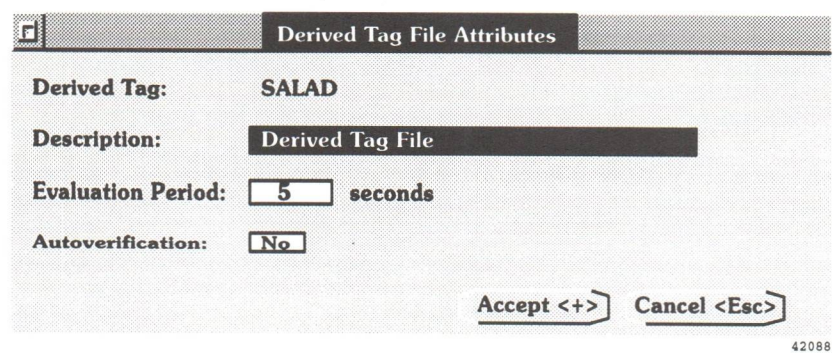 Derived Tag File Attributes
Derived Tag: SALAD
Description: Derived Tag File
Evaluation Period: 5 seconds
Autoverification: No
Accept <+> Cancel <Esc>
42088